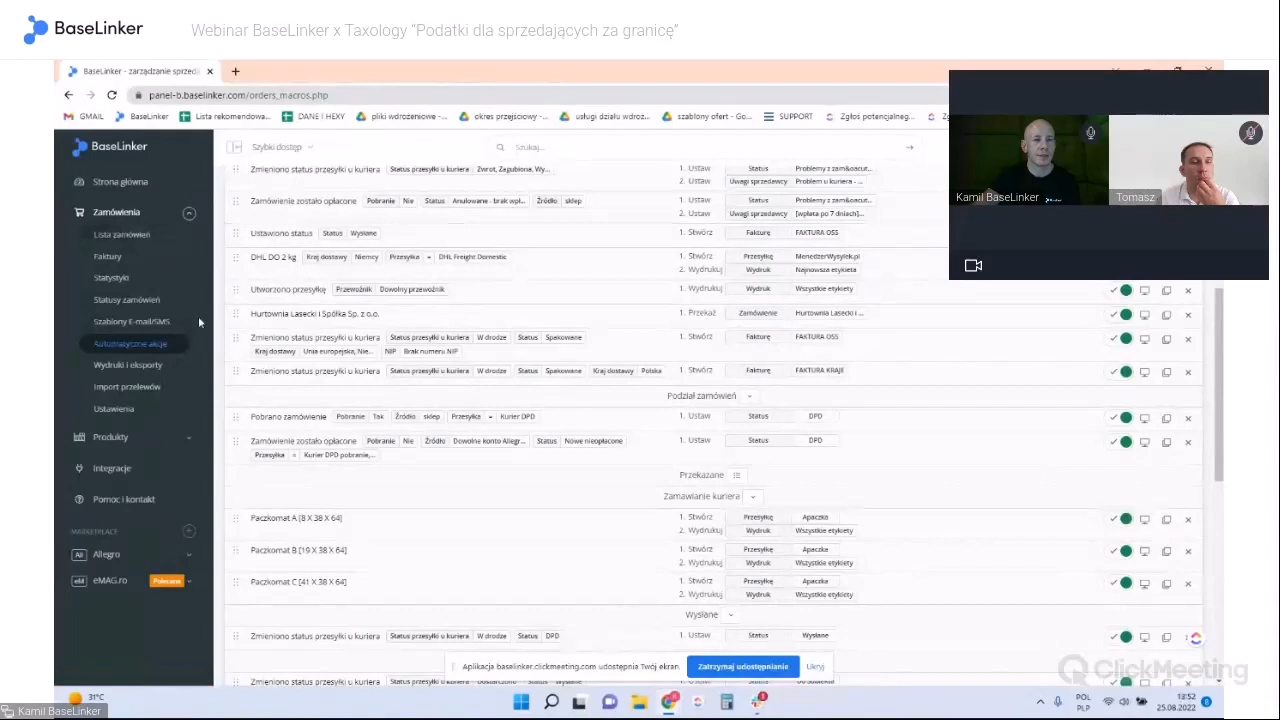 BaseLinker Webinar BaseLinker x Taxology “Podatki dla sprzedających za granicę”
BaseLinker - zarządzanie sprzed
panel-b.baselinker.com/orders_macros.php
GMAIL BaseLinker Lista rekomendowa... DANE I HEXY pliki wdrożeniowe -... okres przejściowy -... usługi działu wdroż... szablony ofert - Go... SUPPORT Zgłoś potencjalneg...
BaseLinker Szybki dostęp Szukaj...
Strona główna
Zamówienia
Lista zamówień
Faktury
Statystyki
Statusy zamówień
Szablony E-mail/SMS
Automatyczne akcje
Wydruki i eksporty
Import przelewów
Ustawienia
Produkty
Integracje
Pomoc i kontakt
MARKETPLACE
All Allegro
eM eMAG.ro Polecane
Zmieniono status przesyłki u kuriera Status przesyłki u kuriera Zwrot, Zagubiona, Wy... 1. Ustaw Status Problemy z zam&oacut...
2. Ustaw Uwagi sprzedawcy Problem u kuriera - ...
Zamówienie zostało opłacone Pobranie Nie Status Anulowane - brak wpł... Źródło sklep 1. Ustaw Status Problemy z zam&oacut...
2. Ustaw Uwagi sprzedawcy [wpłata po 7 dniach]...
Ustawiono status Status Wysłane 1. Stwórz Fakturę FAKTURA OSS
DHL DO 2 kg Kraj dostawy Niemcy Przesyłka = DHL Freight Domestic 1. Stwórz Przesyłkę MenedzerWysylek.pl
2. Wydrukuj Wydruk Najnowsza etykieta
Utworzono przesyłkę Przewoźnik Dowolny przewoźnik 1. Wydrukuj Wydruk Wszystkie etykiety
Hurtownia Lasecki i Spółka Sp. z o.o. 1. Przekaż Zamówienie Hurtownia Lasecki i ...
Zmieniono status przesyłki u kuriera Status przesyłki u kuriera W drodze Status Spakowane 1. Stwórz Fakturę FAKTURA OSS
Kraj dostawy Unia europejska, Nie... NIP Brak numeru NIP
Zmieniono status przesyłki u kuriera Status przesyłki u kuriera W drodze Status Spakowane Kraj dostawy Polska 1. Stwórz Fakturę FAKTURA KRAJE
Podział zamówień
Pobrano zamówienie Pobranie Tak Źródło sklep Przesyłka = Kurier DPD 1. Ustaw Status DPD
Zamówienie zostało opłacone Pobranie Nie Źródło Dowolne konto Allegr... Status Nowe nieopłacone 1. Ustaw Status DPD
Przesyłka = Kurier DPD pobranie,...
Przekazane
Zamawianie kuriera
Paczkomat A [8 X 38 X 64] 1. Stwórz Przesyłkę Apaczka
2. Wydrukuj Wydruk Wszystkie etykiety
Paczkomat B [19 X 38 X 64] 1. Stwórz Przesyłkę Apaczka
2. Wydrukuj Wydruk Wszystkie etykiety
Paczkomat C [41 X 38 X 64] 1. Stwórz Przesyłkę Apaczka
2. Wydrukuj Wydruk Wszystkie etykiety
Wysłane
Zmieniono status przesyłki u kuriera Status przesyłki u kuriera W drodze Status DPD 1. Ustaw Status Wysłane
Aplikacja baselinker.clickmeeting.com udostępnia Twój ekran. Zatrzymaj udostępnianie Ukryj
Kamil BaseLinker
Tomasz
ClickMeeting
31°C
POL
PLP
13:52
25.08.2022
Kamil BaseLinker